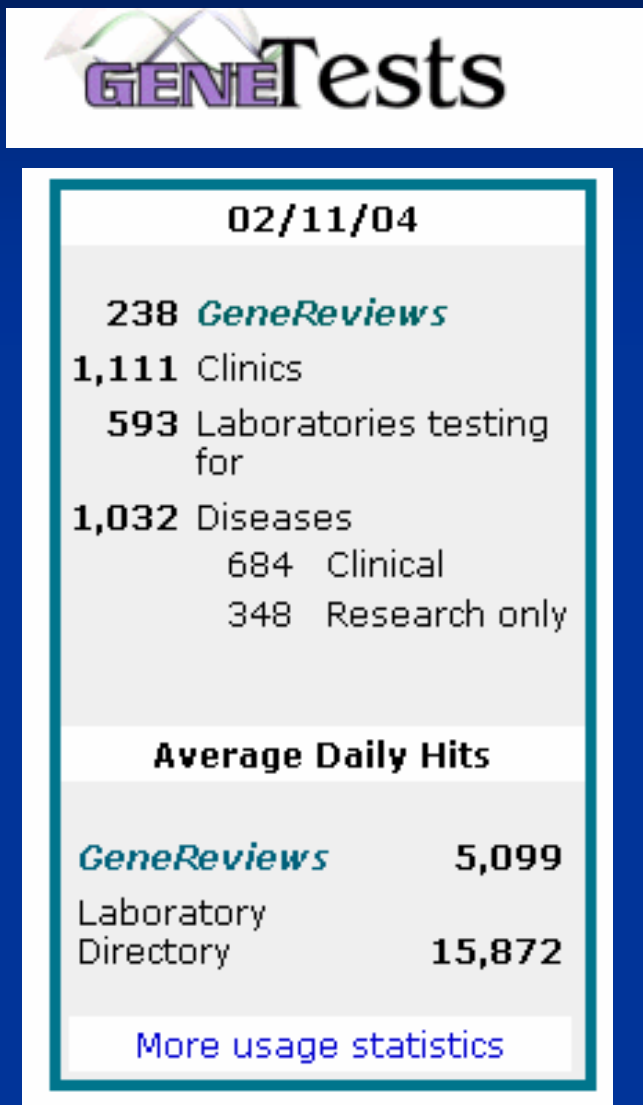 GENETests
02/11/04
238 GeneReviews
1,111 Clinics
593 Laboratories testing
for
1,032 Diseases
684 Clinical
348 Research only
Average Daily Hits
GeneReviews 5,099
Laboratory
Directory 15,872
More usage statistics